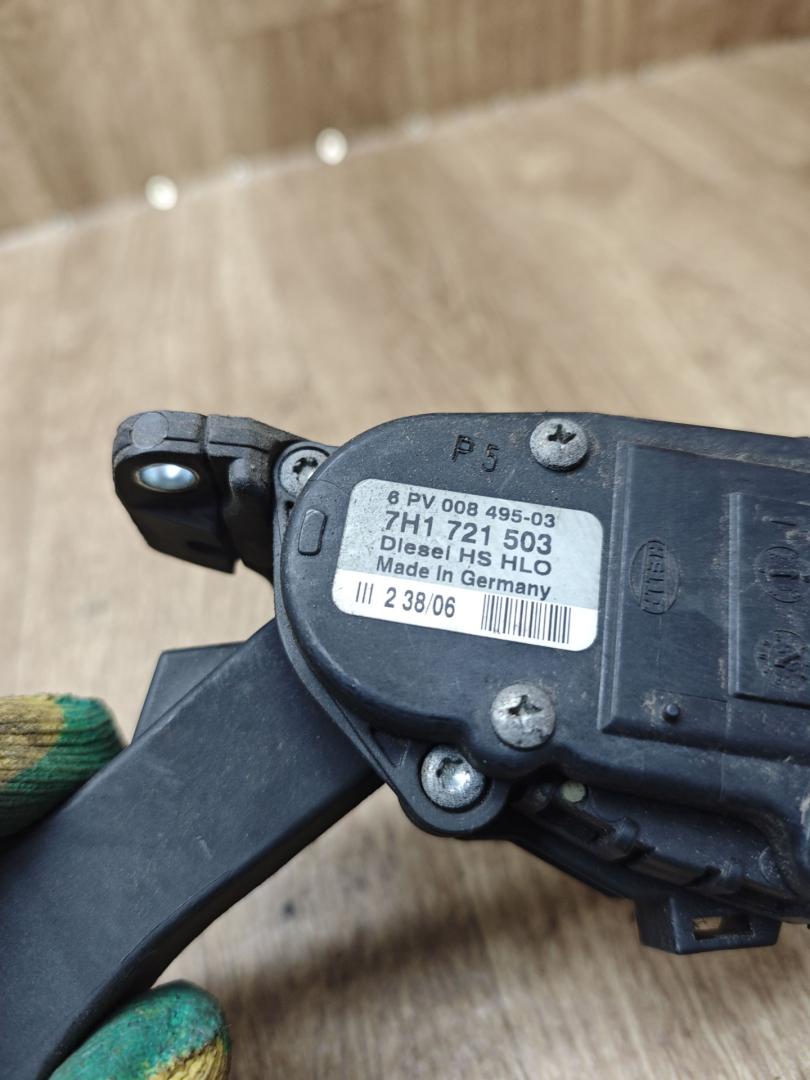 P5
6 PV 008 495-03
7H1 721 503
Diesel HS HLO
Made in Germany
III 2 38/06
HELLA